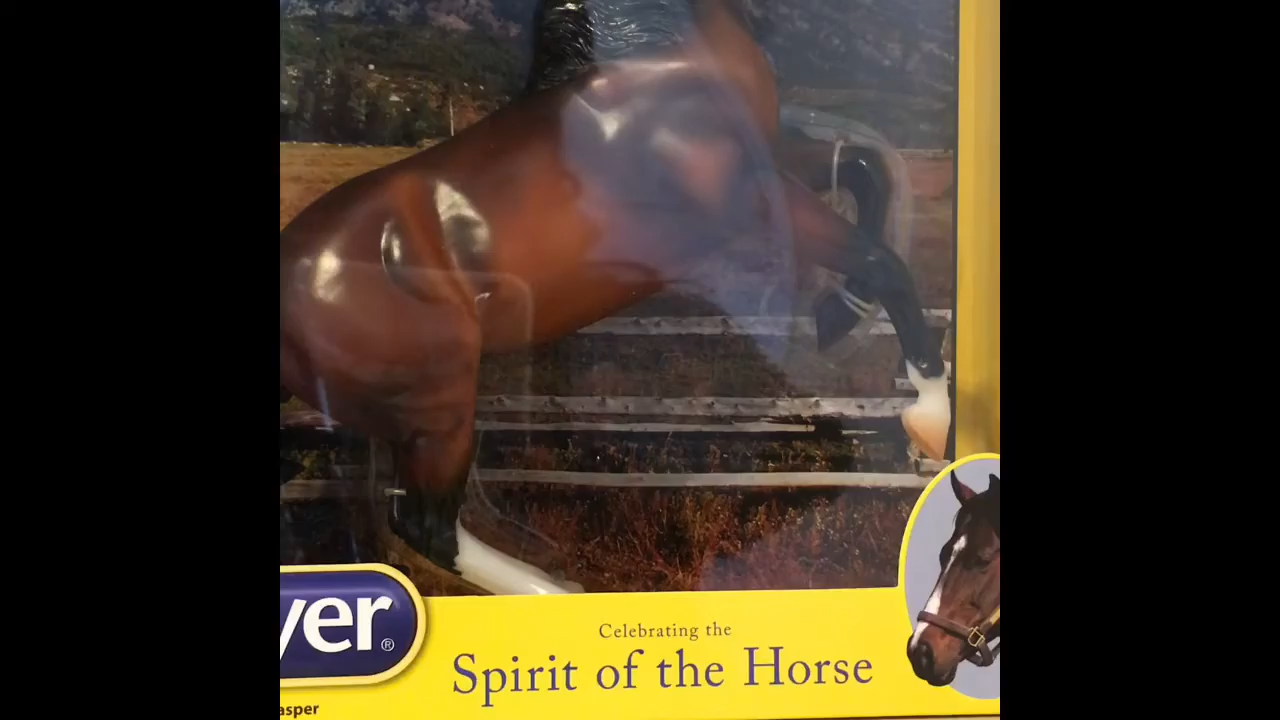 Celebrating the
Spirit of the Horse
yer®
asper